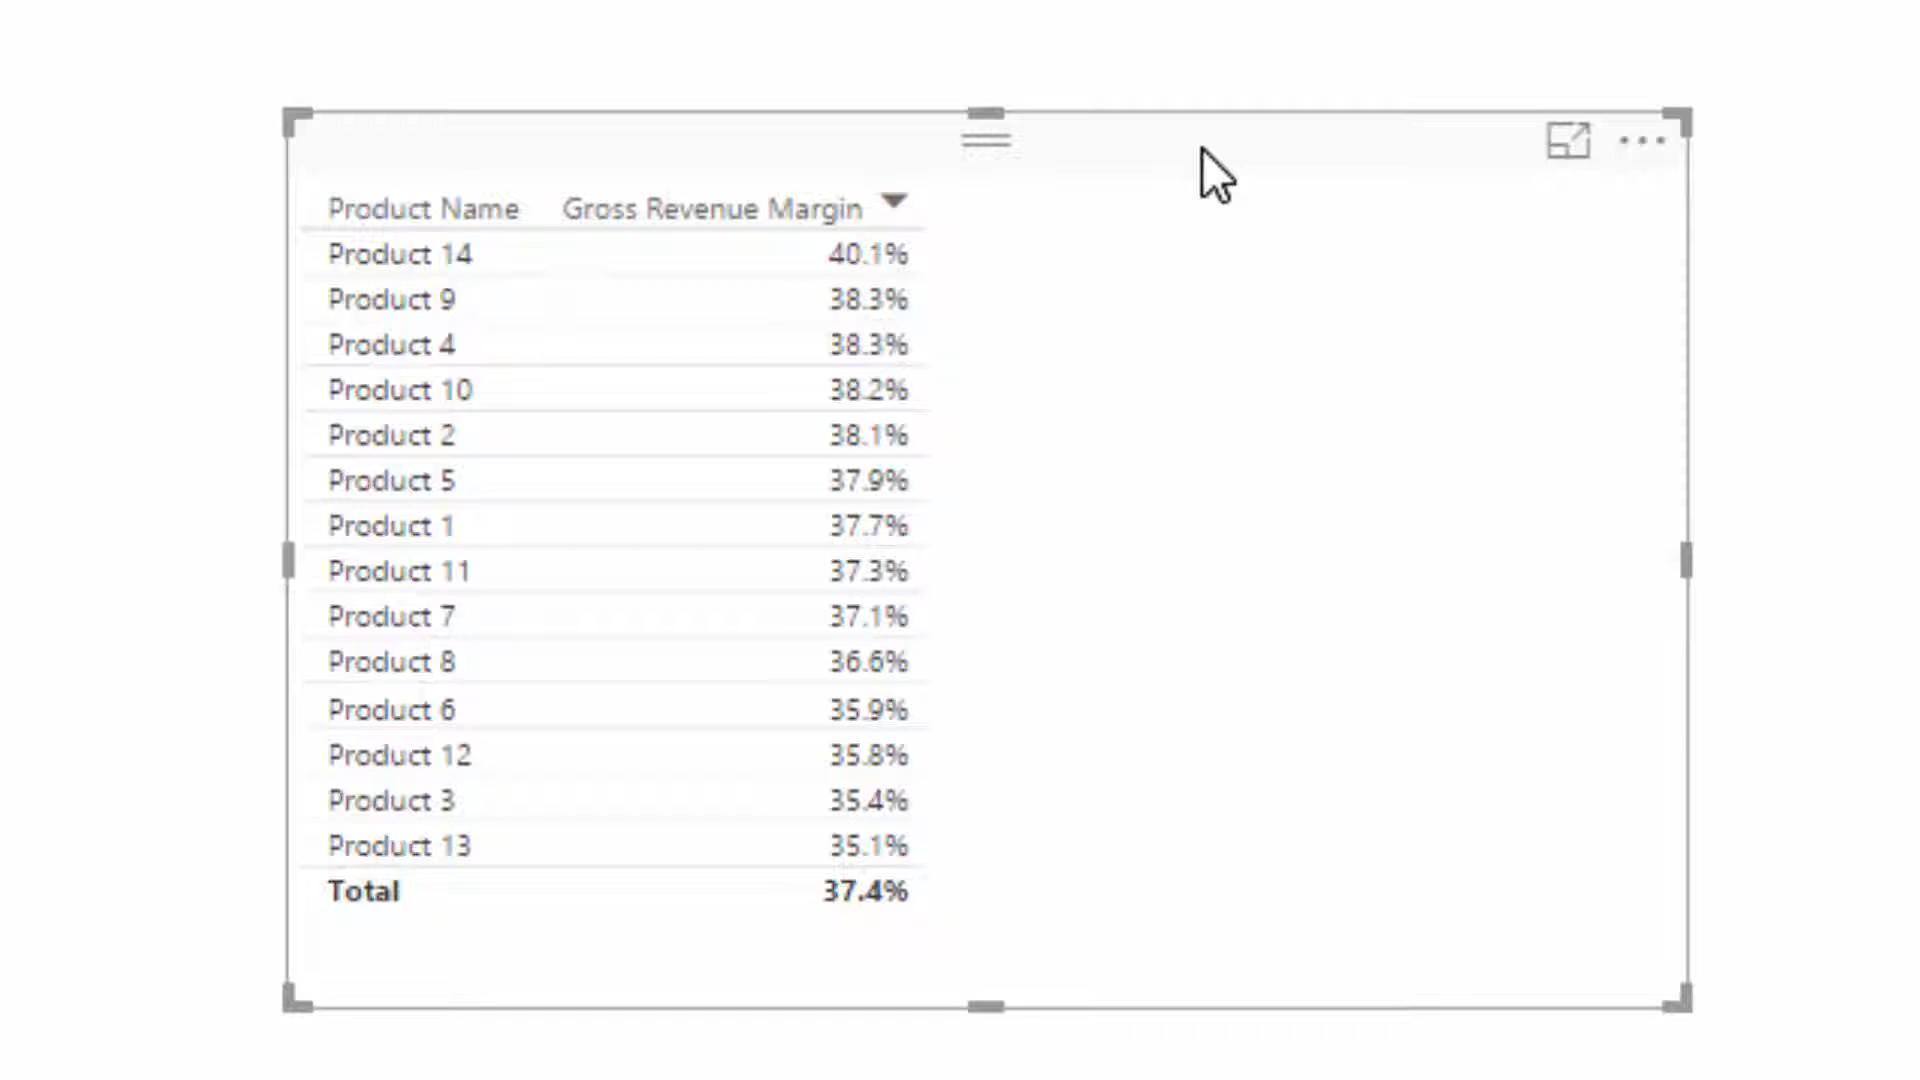 Product Name Gross Revenue Margin
Product 14 40.1%
Product 9 38.3%
Product 4 38.3%
Product 10 38.2%
Product 2 38.1%
Product 5 37.9%
Product 1 37.7%
Product 11 37.3%
Product 7 37.1%
Product 8 36.6%
Product 6 35.9%
Product 12 35.8%
Product 3 35.4%
Product 13 35.1%
Total 37.4%